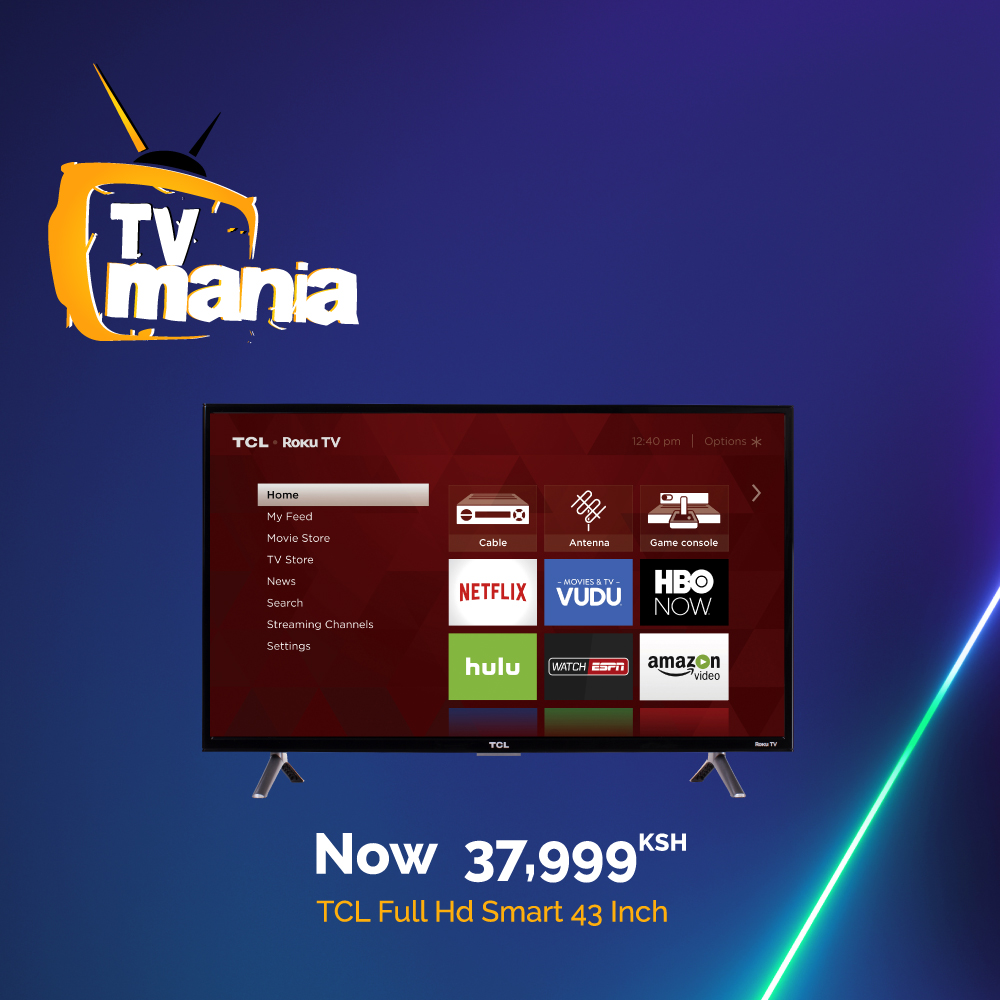 TV
mania
TCL • Roku TV
12:40 pm | Options
Home
My Feed
Movie Store
TV Store
News
Search
Streaming Channels
Settings
Cable
Antenna
Game console
NETFLIX
– MOVIES & TV –
VUDU
HBO
NOW
hulu
WATCH ESPN
amazon
video
TCL
Roku TV
Now 37,999 KSH
TCL Full Hd Smart 43 Inch